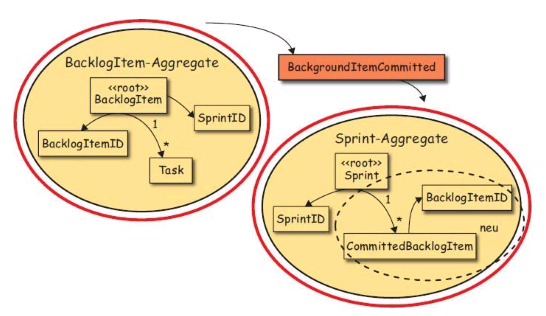 BacklogItem-Aggregate
<<root>>
BacklogItem
SprintID
BacklogItemID
1
*
Task
BackgroundItemCommitted
Sprint-Aggregate
<<root>>
Sprint
SprintID
1
*
BacklogItemID
neu
CommittedBacklogItem